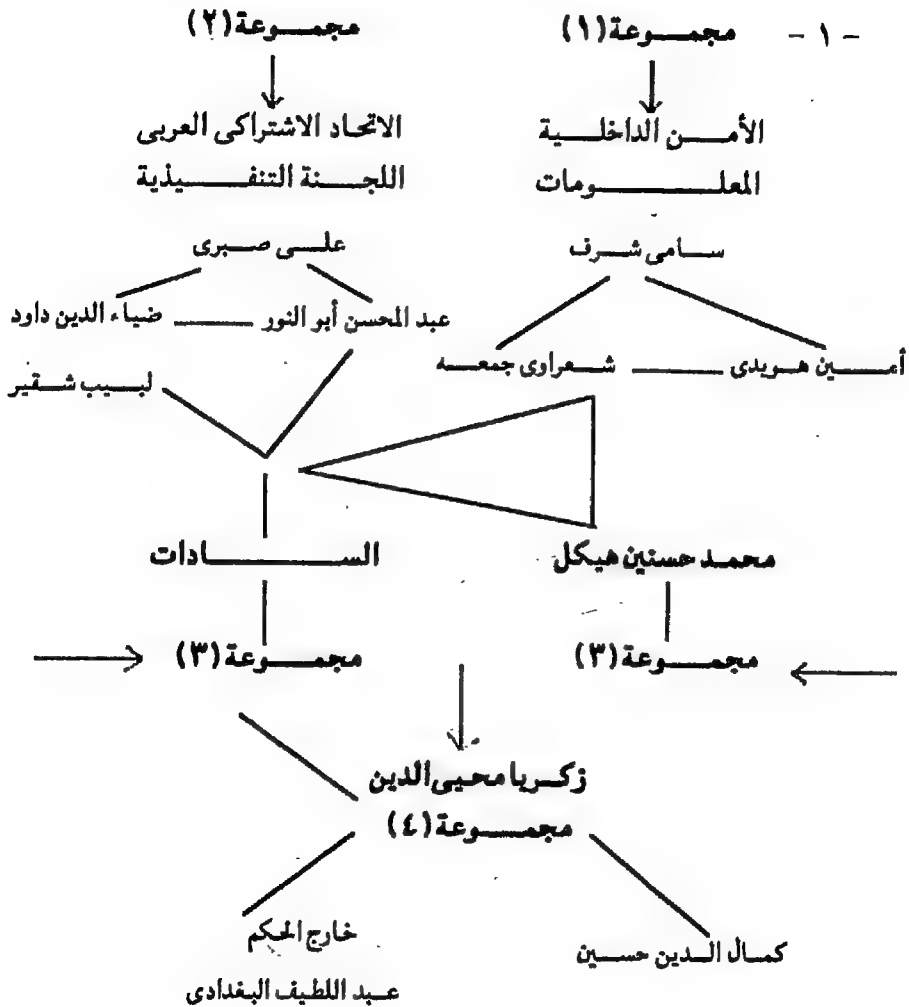 - ١ -
مجموعة (١)
مجموعة (٢)
الأمن الداخلية
الاتحاد الاشتراكى العربى
المعلومات
اللجنة التنفيذية
سامى شرف
على صبرى
أمين هويدى
شعراوى جمعه
عبد المحسن أبو النور
ضياء الدين داود
لبيب شقير
محمد حسنين هيكل
السادات
مجموعة (٣)
مجموعة (٣)
زكريا محيى الدين
مجموعة (٤)
خارج الحكم
كمال الدين حسين
عبد اللطيف البغدادى